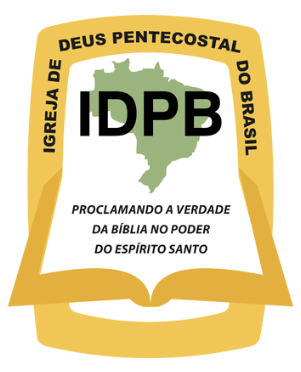 IGREJA DE DEUS PENTECOSTAL DO BRASIL
IDPB
PROCLAMANDO A VERDADE
DA BÍBLIA NO PODER
DO ESPÍRITO SANTO